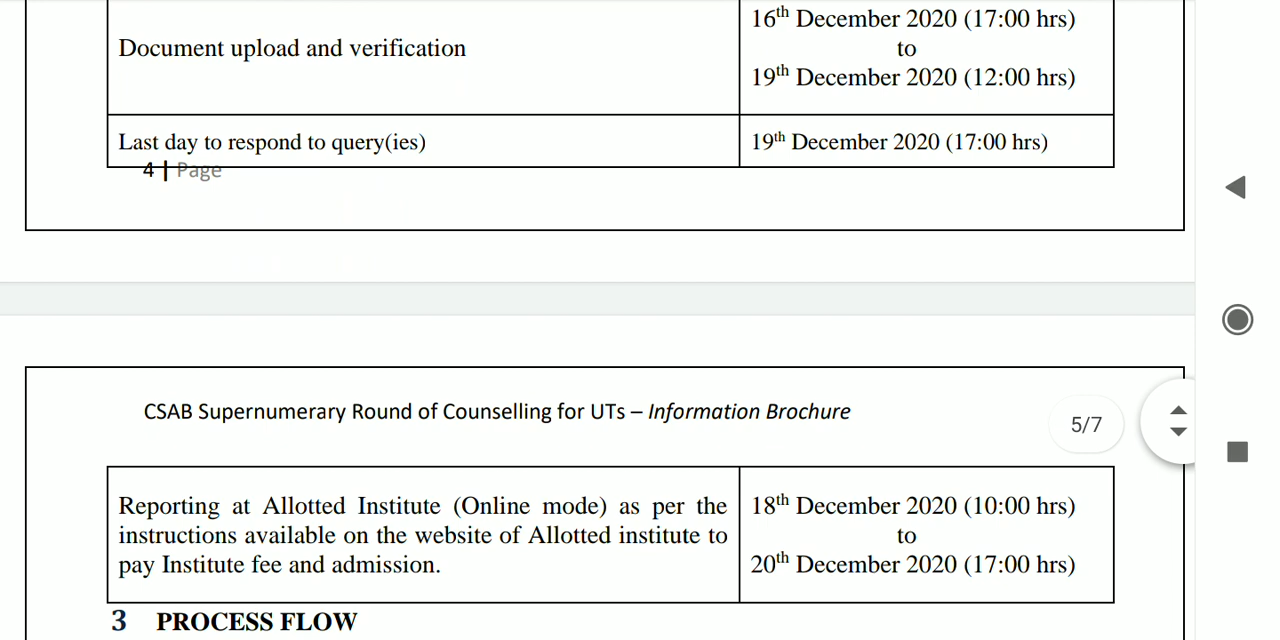 16th December 2020 (17:00 hrs)
Document upload and verification
to
19th December 2020 (12:00 hrs)
Last day to respond to query(ies)
19th December 2020 (17:00 hrs)
4 | Page
CSAB Supernumerary Round of Counselling for UTs – Information Brochure
5/7
Reporting at Allotted Institute (Online mode) as per the
instructions available on the website of Allotted institute to
pay Institute fee and admission.
18th December 2020 (10:00 hrs)
to
20th December 2020 (17:00 hrs)
3 PROCESS FLOW